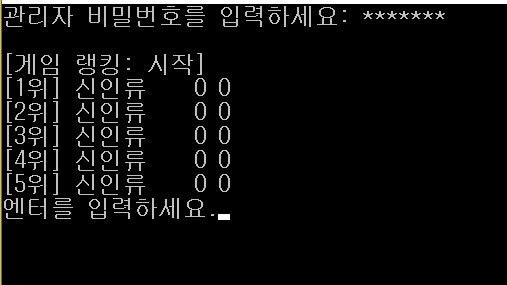 관리자 비밀번호를 입력하세요: *******
[게임 랭킹: 시작]
[1위] 신인류 0 0
[2위] 신인류 0 0
[3위] 신인류 0 0
[4위] 신인류 0 0
[5위] 신인류 0 0
엔터를 입력하세요.